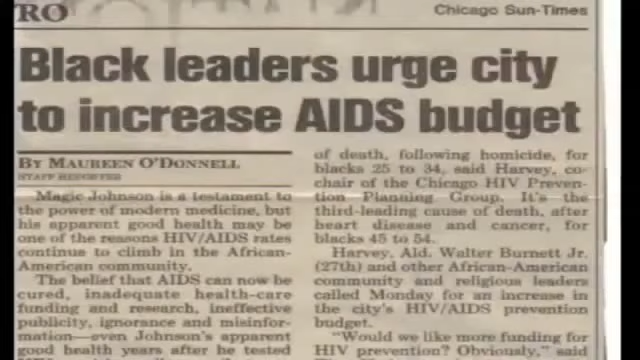 RO
Chicago Sun-Times
Black leaders urge city
to increase AIDS budget
BY MAUREEN O'DONNELL
STAFF REPORTER
Magic Johnson is a testament to
the power of modern medicine, but
his apparent good health may be
one of the reasons HIV/AIDS rates
continue to climb in the African-
American community.
The belief that AIDS can now be
cured, inadequate health-care
funding and research, ineffective
publicity, ignorance and misinfor-
mation—even Johnson's apparent
good health years after he tested
of death, following homicide, for
blacks 25 to 34, said Harvey, co-
chair of the Chicago HIV Preven-
tion Planning Group. It's the
third-leading cause of death, after
heart disease and cancer, for
blacks 45 to 54.
Harvey, Ald. Walter Burnett Jr.
(27th) and other African-American
community and religious leaders
called Monday for an increase in
the city's HIV/AIDS prevention
budget.
"Would we like more funding for
HIV prevention? Obviously," said